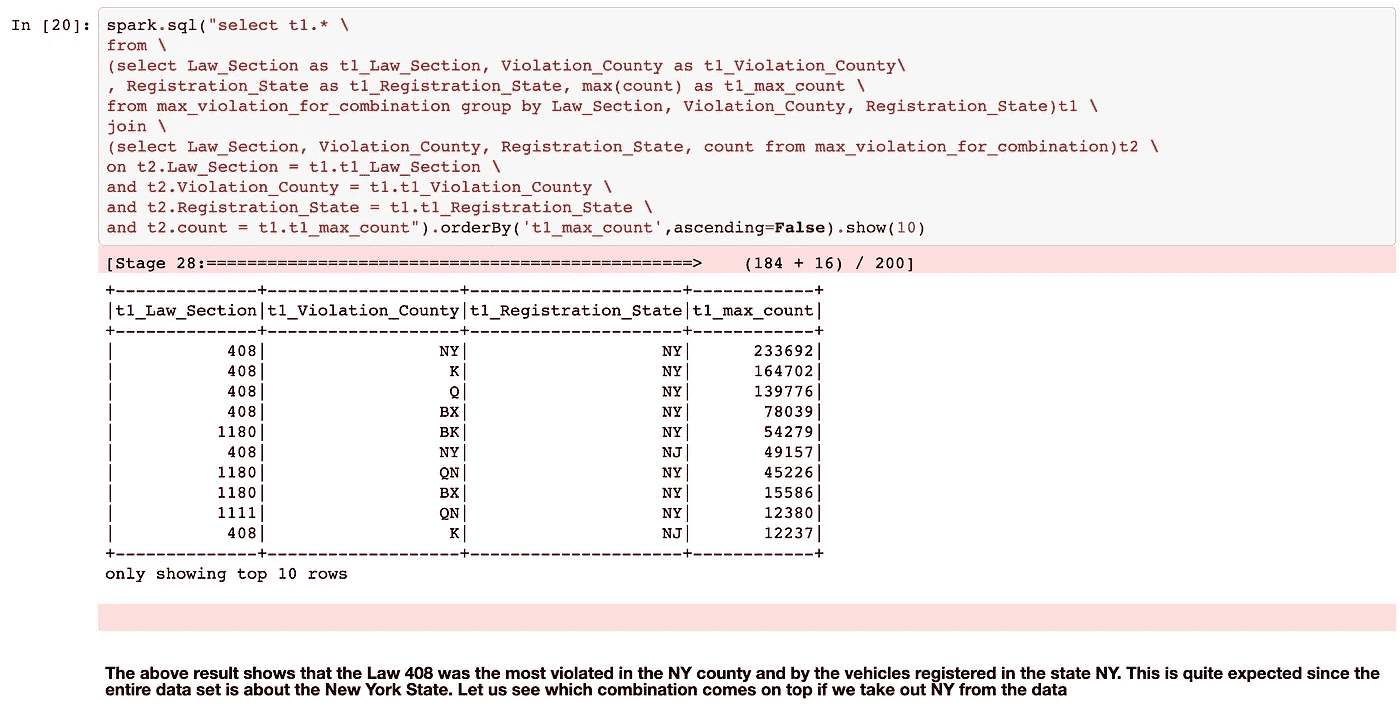 In [20]: spark.sql("select t1.* \
from \
(select Law_Section as t1_Law_Section, Violation_County as t1_Violation_County\
, Registration_State as t1_Registration_State, max(count) as t1_max_count \
from max_violation_for_combination group by Law_Section, Violation_County, Registration_State)t1 \
join \
(select Law_Section, Violation_County, Registration_State, count from max_violation_for_combination)t2 \
on t2.Law_Section = t1.t1_Law_Section \
and t2.Violation_County = t1.t1_Violation_County \
and t2.Registration_State = t1.t1_Registration_State \
and t2.count = t1.t1_max_count").orderBy('t1_max_count',ascending=False).show(10)
[Stage 28:================================================> (184 + 16) / 200]
+--------------+-------------------+---------------------+------------+
|t1_Law_Section|t1_Violation_County|t1_Registration_State|t1_max_count|
+--------------+-------------------+---------------------+------------+
|           408|                 NY|                   NY|      233692|
|           408|                  K|                   NY|      164702|
|           408|                  Q|                   NY|      139776|
|           408|                 BX|                   NY|       78039|
|          1180|                 BK|                   NY|       54279|
|           408|                 NY|                   NJ|       49157|
|          1180|                 QN|                   NY|       45226|
|          1180|                 BX|                   NY|       15586|
|          1111|                 QN|                   NY|       12380|
|           408|                  K|                   NJ|       12237|
+--------------+-------------------+---------------------+------------+
only showing top 10 rows
The above result shows that the Law 408 was the most violated in the NY county and by the vehicles registered in the state NY. This is quite expected since the
entire data set is about the New York State. Let us see which combination comes on top if we take out NY from the data